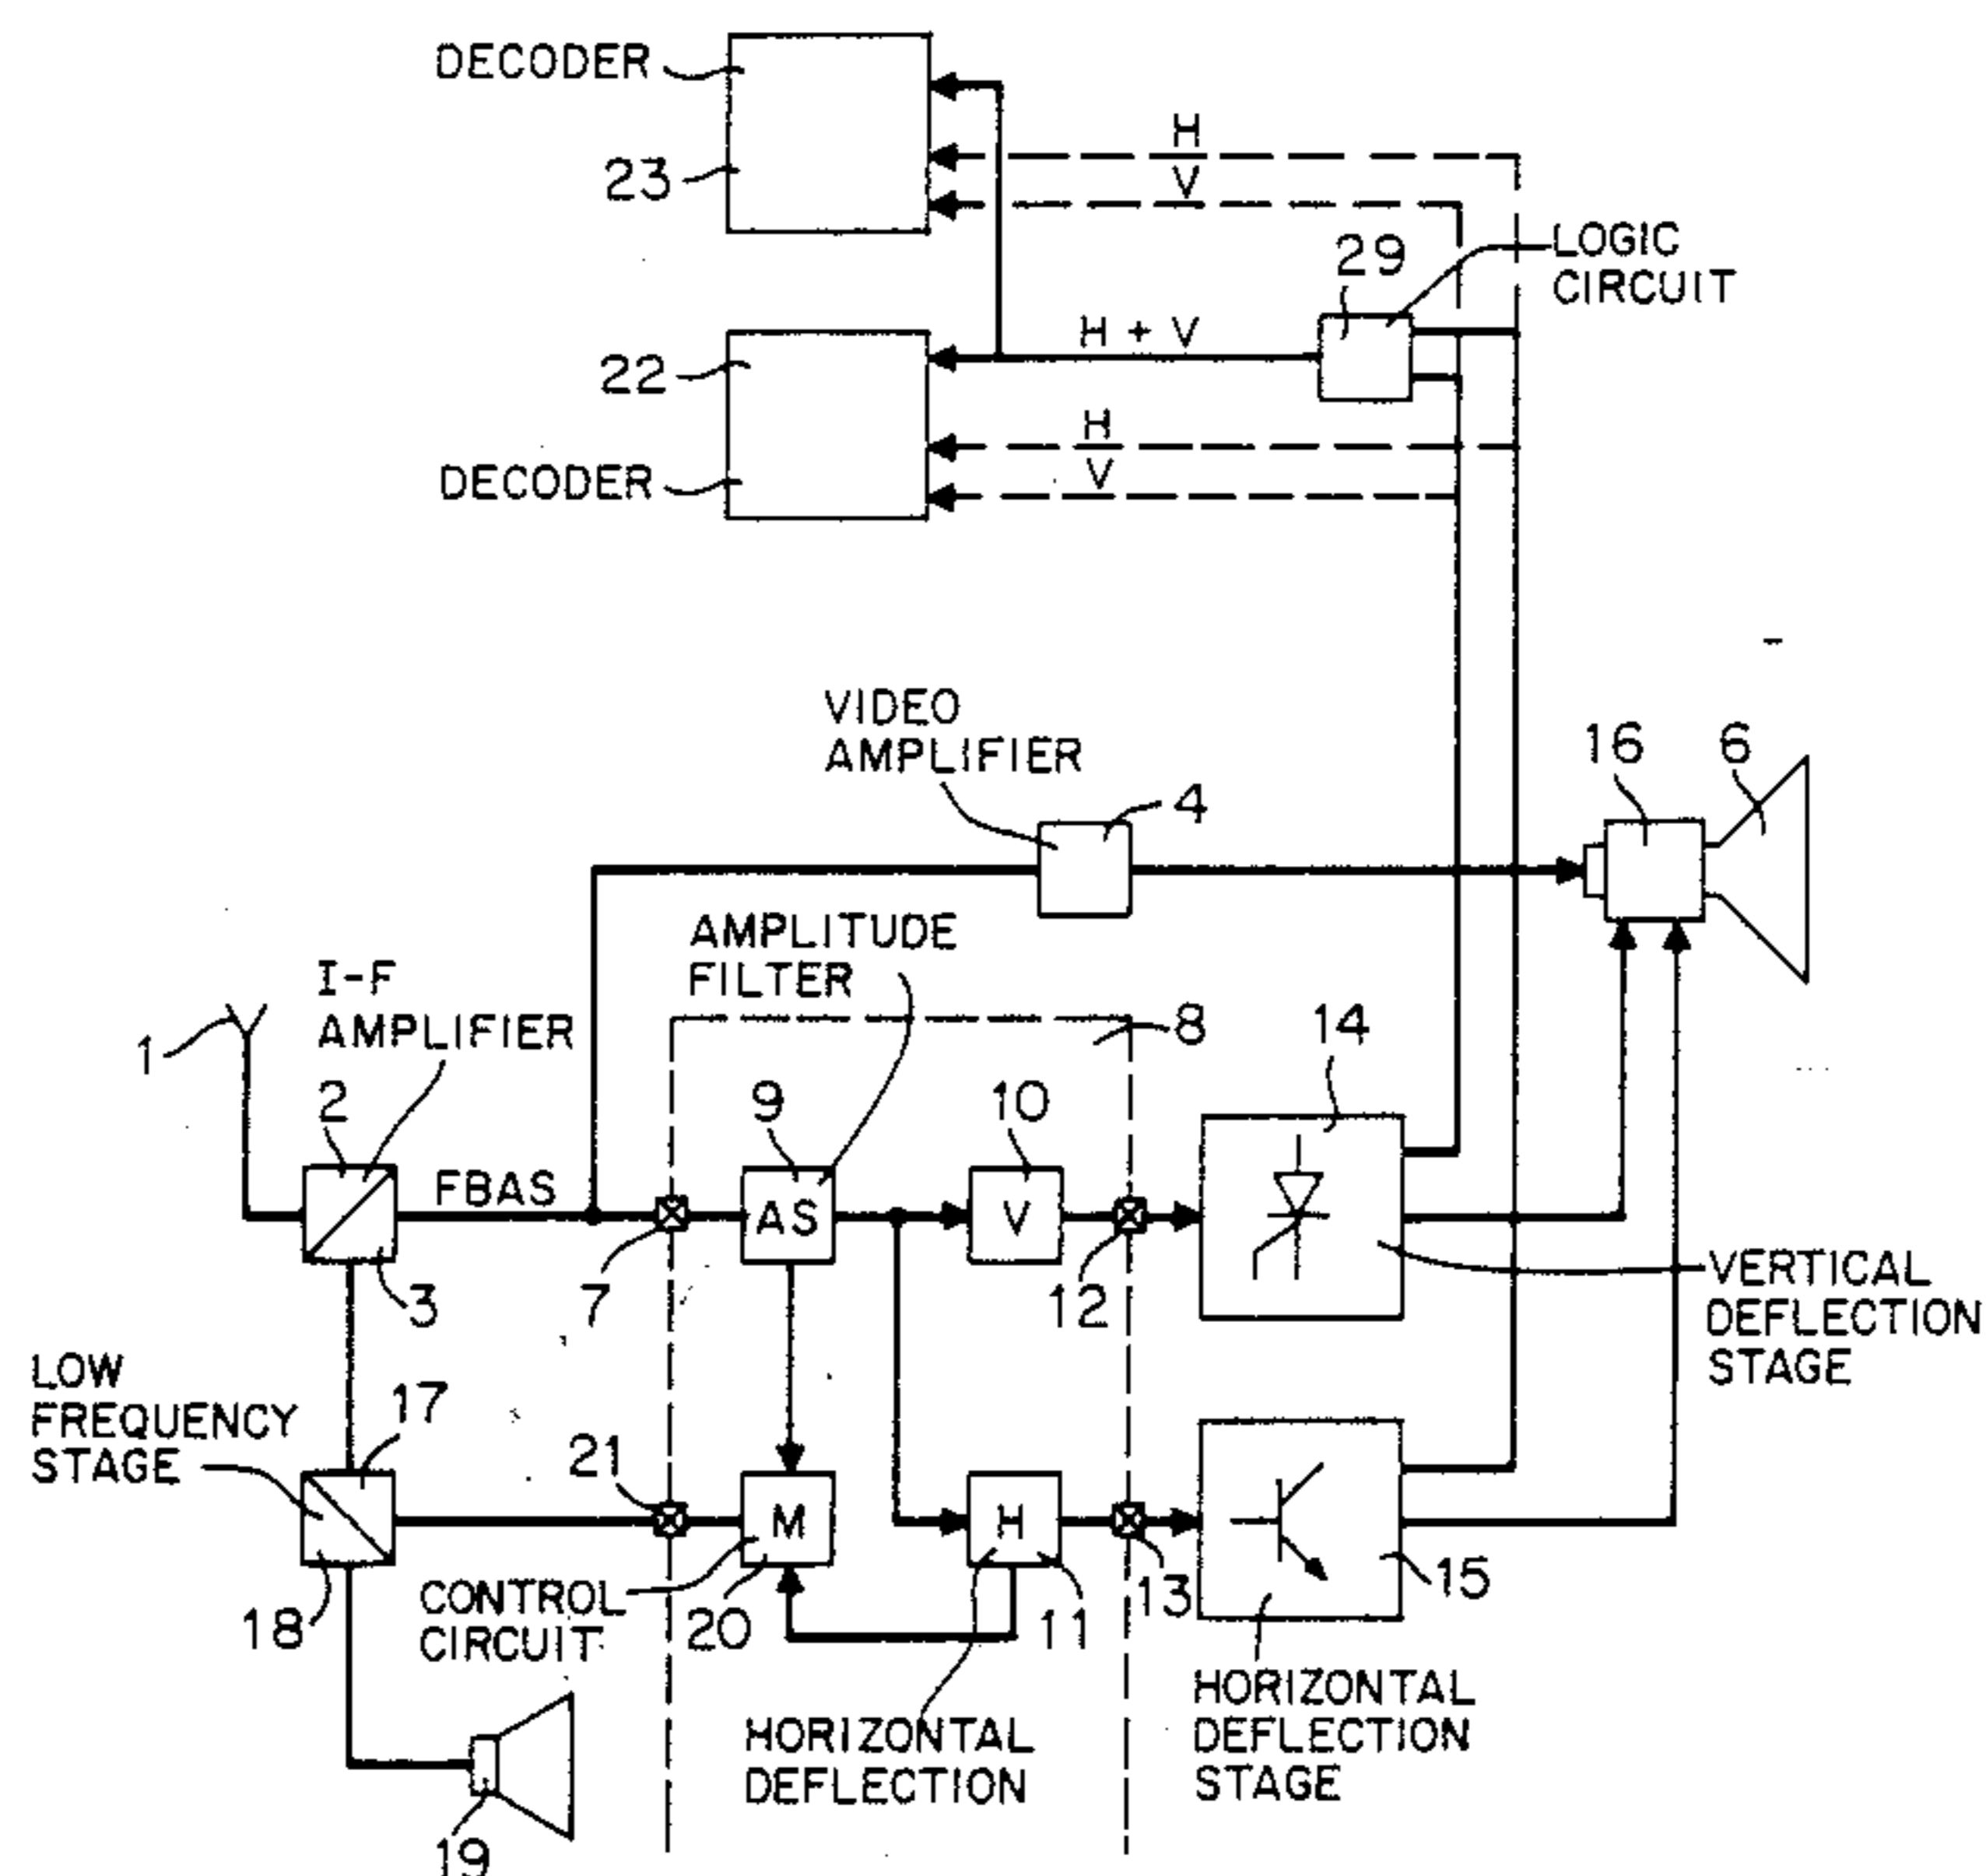 DECODER
23
H
V
29
LOGIC
CIRCUIT
22
H + V
H
V
DECODER
VIDEO
AMPLIFIER
4
16
6
AMPLITUDE
FILTER
I-F
AMPLIFIER
1
8
14
2
9
10
FBAS
AS
V
3
7
12
VERTICAL
DEFLECTION
STAGE
LOW
FREQUENCY
STAGE
17
21
M
H
18
CONTROL
CIRCUIT
20
11
13
15
HORIZONTAL
DEFLECTION
HORIZONTAL
DEFLECTION
STAGE
19